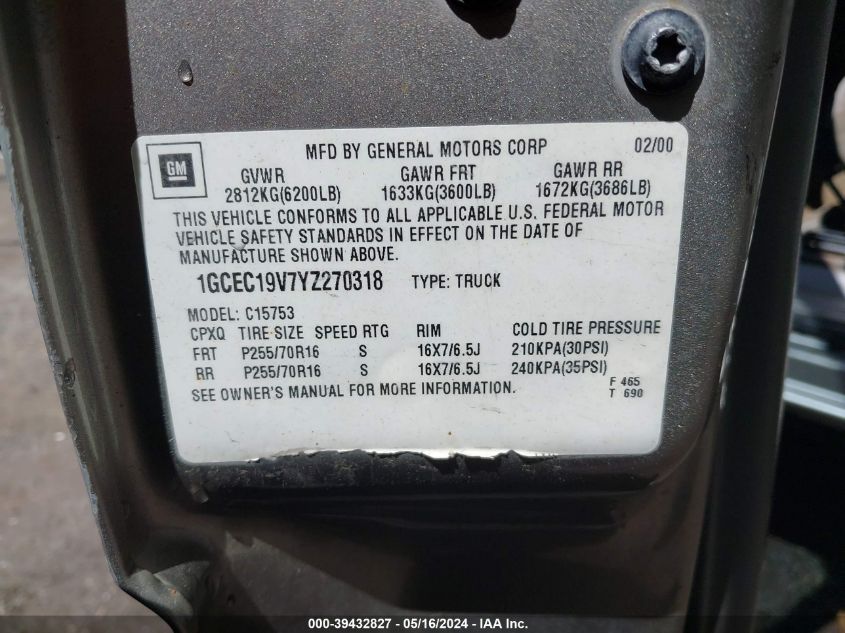 MFD BY GENERAL MOTORS CORP 02/00
GM
GVWR GAWR FRT GAWR RR
2812KG(6200LB) 1633KG(3600LB) 1672KG(3686LB)
THIS VEHICLE CONFORMS TO ALL APPLICABLE U.S. FEDERAL MOTOR
VEHICLE SAFETY STANDARDS IN EFFECT ON THE DATE OF
MANUFACTURE SHOWN ABOVE.
1GCEC19V7YZ270318 TYPE: TRUCK
MODEL: C15753
CPXQ TIRE SIZE SPEED RTG RIM COLD TIRE PRESSURE
FRT P255/70R16 S 16X7/6.5J 210KPA(30PSI)
RR P255/70R16 S 16X7/6.5J 240KPA(35PSI)
SEE OWNER'S MANUAL FOR MORE INFORMATION.
F 465
T 690
000-39432827 - 05/16/2024 - IAA Inc.